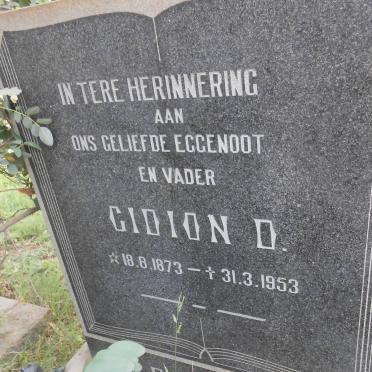 IN TERE HERINNERING
AAN
ONS GELIEFDE EGGENOOT
EN VADER
GIDION D.
☆ 18.8.1873 — ✝ 31.3.1953